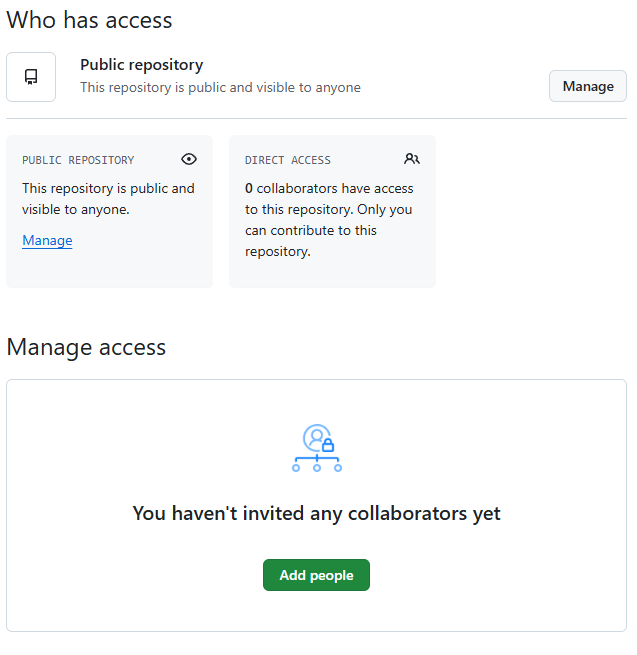 Who has access
Public repository
This repository is public and visible to anyone
Manage
PUBLIC REPOSITORY
This repository is public and
visible to anyone.
Manage
DIRECT ACCESS
0 collaborators have access
to this repository. Only you
can contribute to this
repository.
Manage access
You haven't invited any collaborators yet
Add people